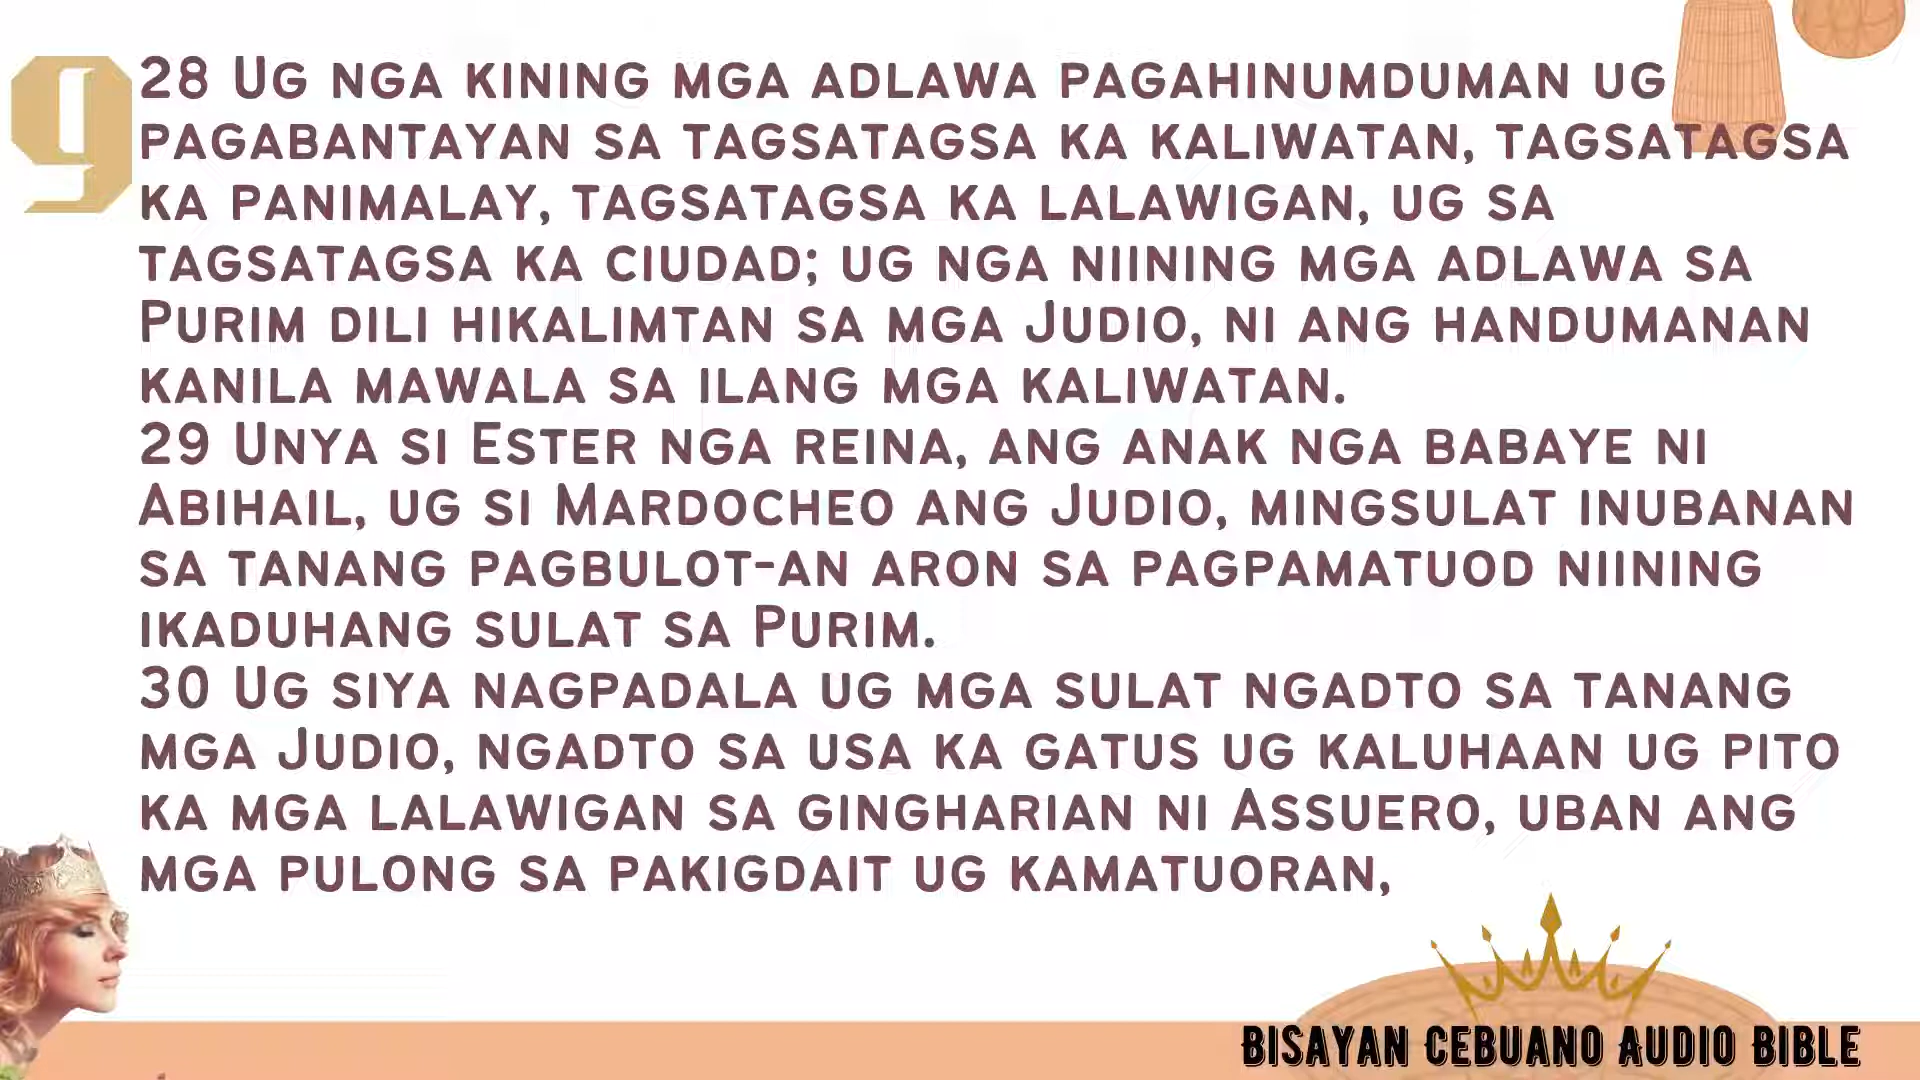 9
28 Ug nga kining mga adlawa pagahinumduman ug
pagabantayan sa tagsatagsa ka kaliwatan, tagsatagsa
ka panimalay, tagsatagsa ka lalawigan, ug sa
tagsatagsa ka ciudad; ug nga niining mga adlawa sa
Purim dili hikalimtan sa mga Judio, ni ang handumanan
kanila mawala sa ilang mga kaliwatan.
29 Unya si Ester nga reina, ang anak nga babaye ni
Abihail, ug si Mardocheo ang Judio, mingsulat inubanan
sa tanang pagbulot-an aron sa pagpamatuod niining
ikaduhang sulat sa Purim.
30 Ug siya nagpadala ug mga sulat ngadto sa tanang
mga Judio, ngadto sa usa ka gatus ug kaluhaan ug pito
ka mga lalawigan sa gingharian ni Assuero, uban ang
mga pulong sa pakigdait ug kamatuoran,
BISAYAN CEBUANO AUDIO BIBLE